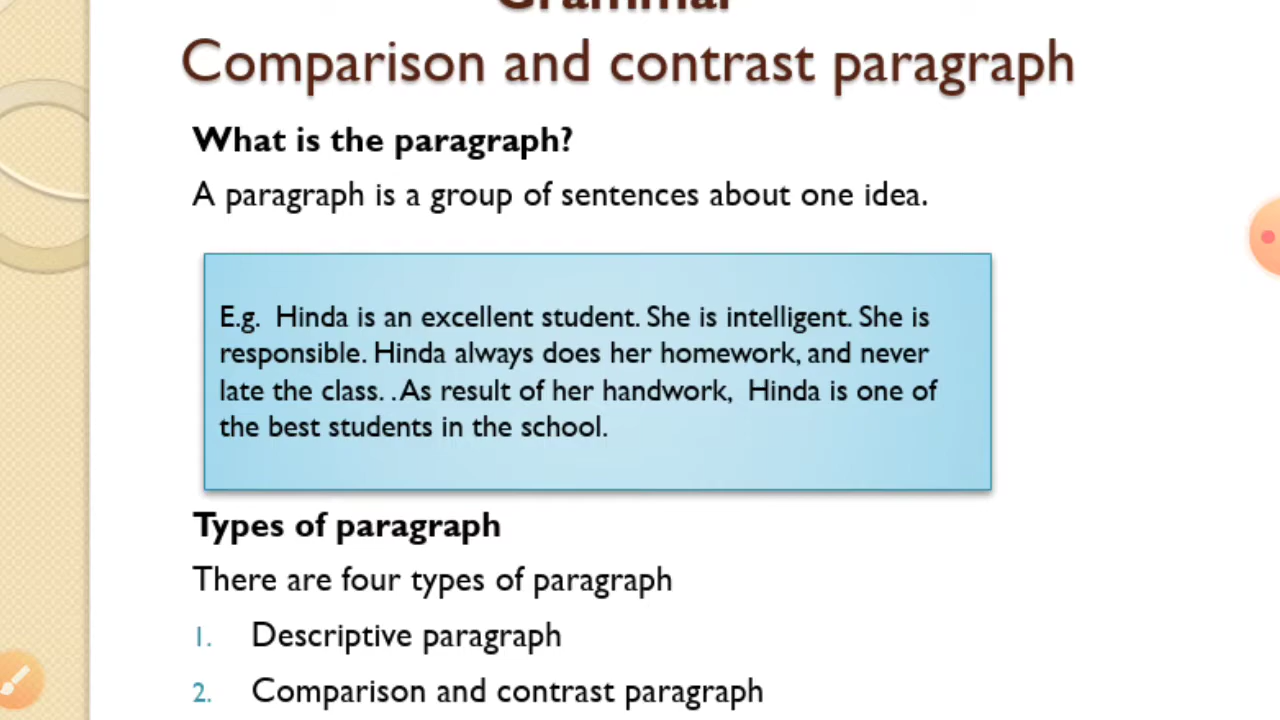 Grammar
Comparison and contrast paragraph
What is the paragraph?
A paragraph is a group of sentences about one idea.
E.g.  Hinda is an excellent student. She is intelligent. She is
responsible. Hinda always does her homework, and never
late the class. . As result of her handwork,  Hinda is one of
the best students in the school.
Types of paragraph
There are four types of paragraph
1. Descriptive paragraph
2. Comparison and contrast paragraph